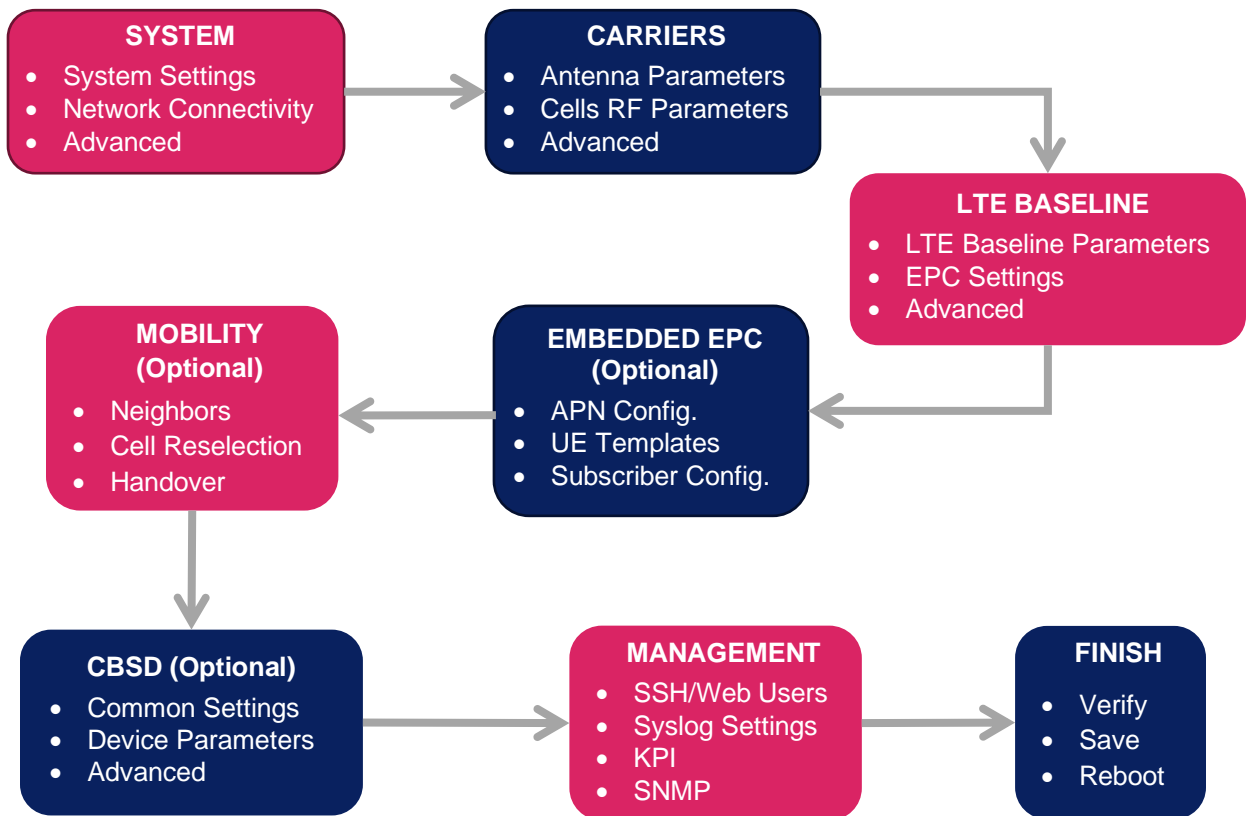 SYSTEM
• System Settings
• Network Connectivity
• Advanced
CARRIERS
• Antenna Parameters
• Cells RF Parameters
• Advanced
LTE BASELINE
• LTE Baseline Parameters
• EPC Settings
• Advanced
EMBEDDED EPC
(Optional)
• APN Config.
• UE Templates
• Subscriber Config.
MOBILITY
(Optional)
• Neighbors
• Cell Reselection
• Handover
CBSD (Optional)
• Common Settings
• Device Parameters
• Advanced
MANAGEMENT
• SSH/Web Users
• Syslog Settings
• KPI
• SNMP
FINISH
• Verify
• Save
• Reboot